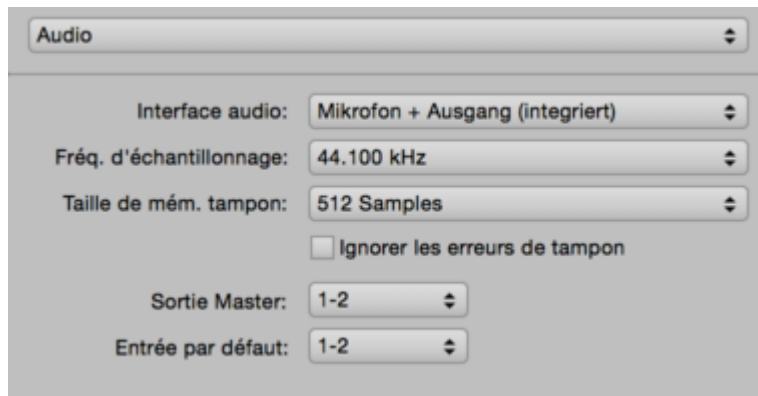 Audio
Interface audio: Mikrofon + Ausgang (integriert)
Fréq. d'échantillonnage: 44.100 kHz
Taille de mém. tampon: 512 Samples
Ignorer les erreurs de tampon
Sortie Master: 1-2
Entrée par défaut: 1-2